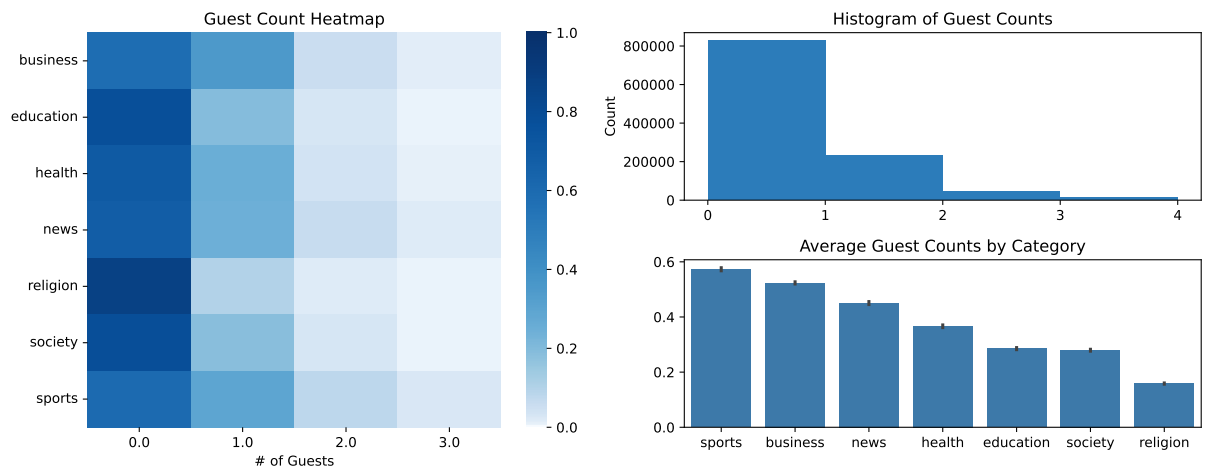 Guest Count Heatmap
business
education
health
news
religion
society
sports
0.0 1.0 2.0 3.0
# of Guests
1.0
0.8
0.6
0.4
0.2
0.0
Histogram of Guest Counts
Count
800000
600000
400000
200000
0
0 1 2 3 4
Average Guest Counts by Category
0.6
0.4
0.2
0.0
sports business news health education society religion